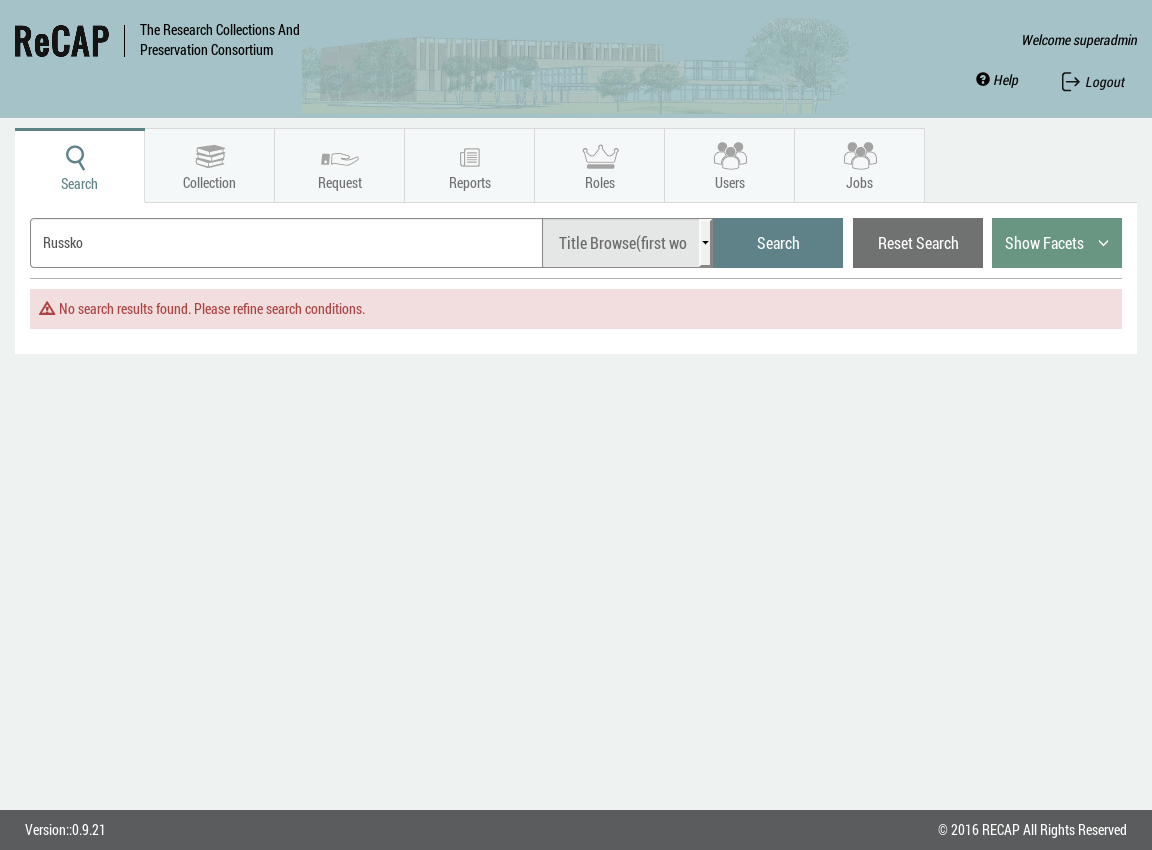 ReCAP
The Research Collections And
Preservation Consortium
Welcome superadmin
Help
Logout
Search
Collection
Request
Reports
Roles
Users
Jobs
Russko
Title Browse(first wo
Search
Reset Search
Show Facets
No search results found. Please refine search conditions.
Version::0.9.21
© 2016 RECAP All Rights Reserved